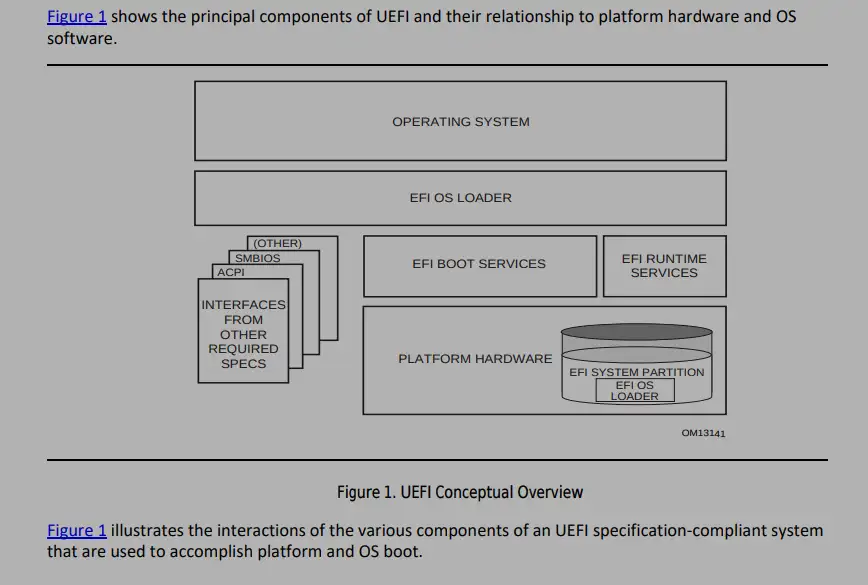 Figure 1 shows the principal components of UEFI and their relationship to platform hardware and OS
software.
OPERATING SYSTEM
EFI OS LOADER
(OTHER)
SMBIOS
ACPI
INTERFACES
FROM
OTHER
REQUIRED
SPECS
EFI BOOT SERVICES
EFI RUNTIME
SERVICES
PLATFORM HARDWARE
EFI SYSTEM PARTITION
EFI OS
LOADER
OM13141
Figure 1. UEFI Conceptual Overview
Figure 1 illustrates the interactions of the various components of an UEFI specification-compliant system
that are used to accomplish platform and OS boot.